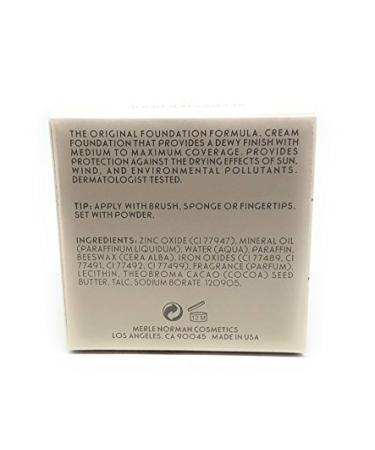 THE ORIGINAL FOUNDATION FORMULA. CREAM
FOUNDATION THAT PROVIDES A DEWY FINISH WITH
MEDIUM TO MAXIMUM COVERAGE. PROVIDES
PROTECTION AGAINST THE DRYING EFFECTS OF SUN,
WIND, AND ENVIRONMENTAL POLLUTANTS.
DERMATOLOGIST TESTED.
TIP: APPLY WITH BRUSH, SPONGE OR FINGERTIPS.
SET WITH POWDER.
INGREDIENTS: ZINC OXIDE (CI 77947), MINERAL OIL
(PARAFFINUM LIQUIDUM), WATER (AQUA), PARAFFIN,
BEESWAX (CERA ALBA), IRON OXIDES (CI 77489, CI
77491, CI 77492, CI 77499), FRAGRANCE (PARFUM),
LECITHIN, THEOBROMA CACAO (COCOA) SEED
BUTTER, TALC, SODIUM BORATE 120905.
12 M
MERLE NORMAN COSMETICS
LOS ANGELES, CA 90045 MADE IN USA